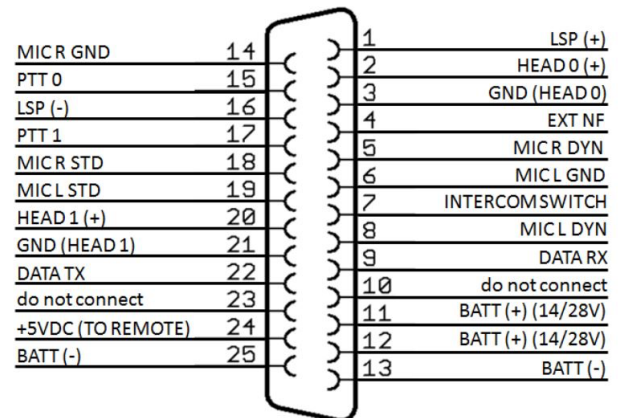 MIC R GND 14
PTT 0 15
LSP (-) 16
PTT 1 17
MIC R STD 18
MIC L STD 19
HEAD 1 (+) 20
GND (HEAD 1) 21
DATA TX 22
do not connect 23
+5VDC (TO REMOTE) 24
BATT (-) 25
1 LSP (+)
2 HEAD 0 (+)
3 GND (HEAD 0)
4 EXT NF
5 MIC R DYN
6 MIC L GND
7 INTERCOM SWITCH
8 MIC L DYN
9 DATA RX
10 do not connect
11 BATT (+) (14/28V)
12 BATT (+) (14/28V)
13 BATT (-)